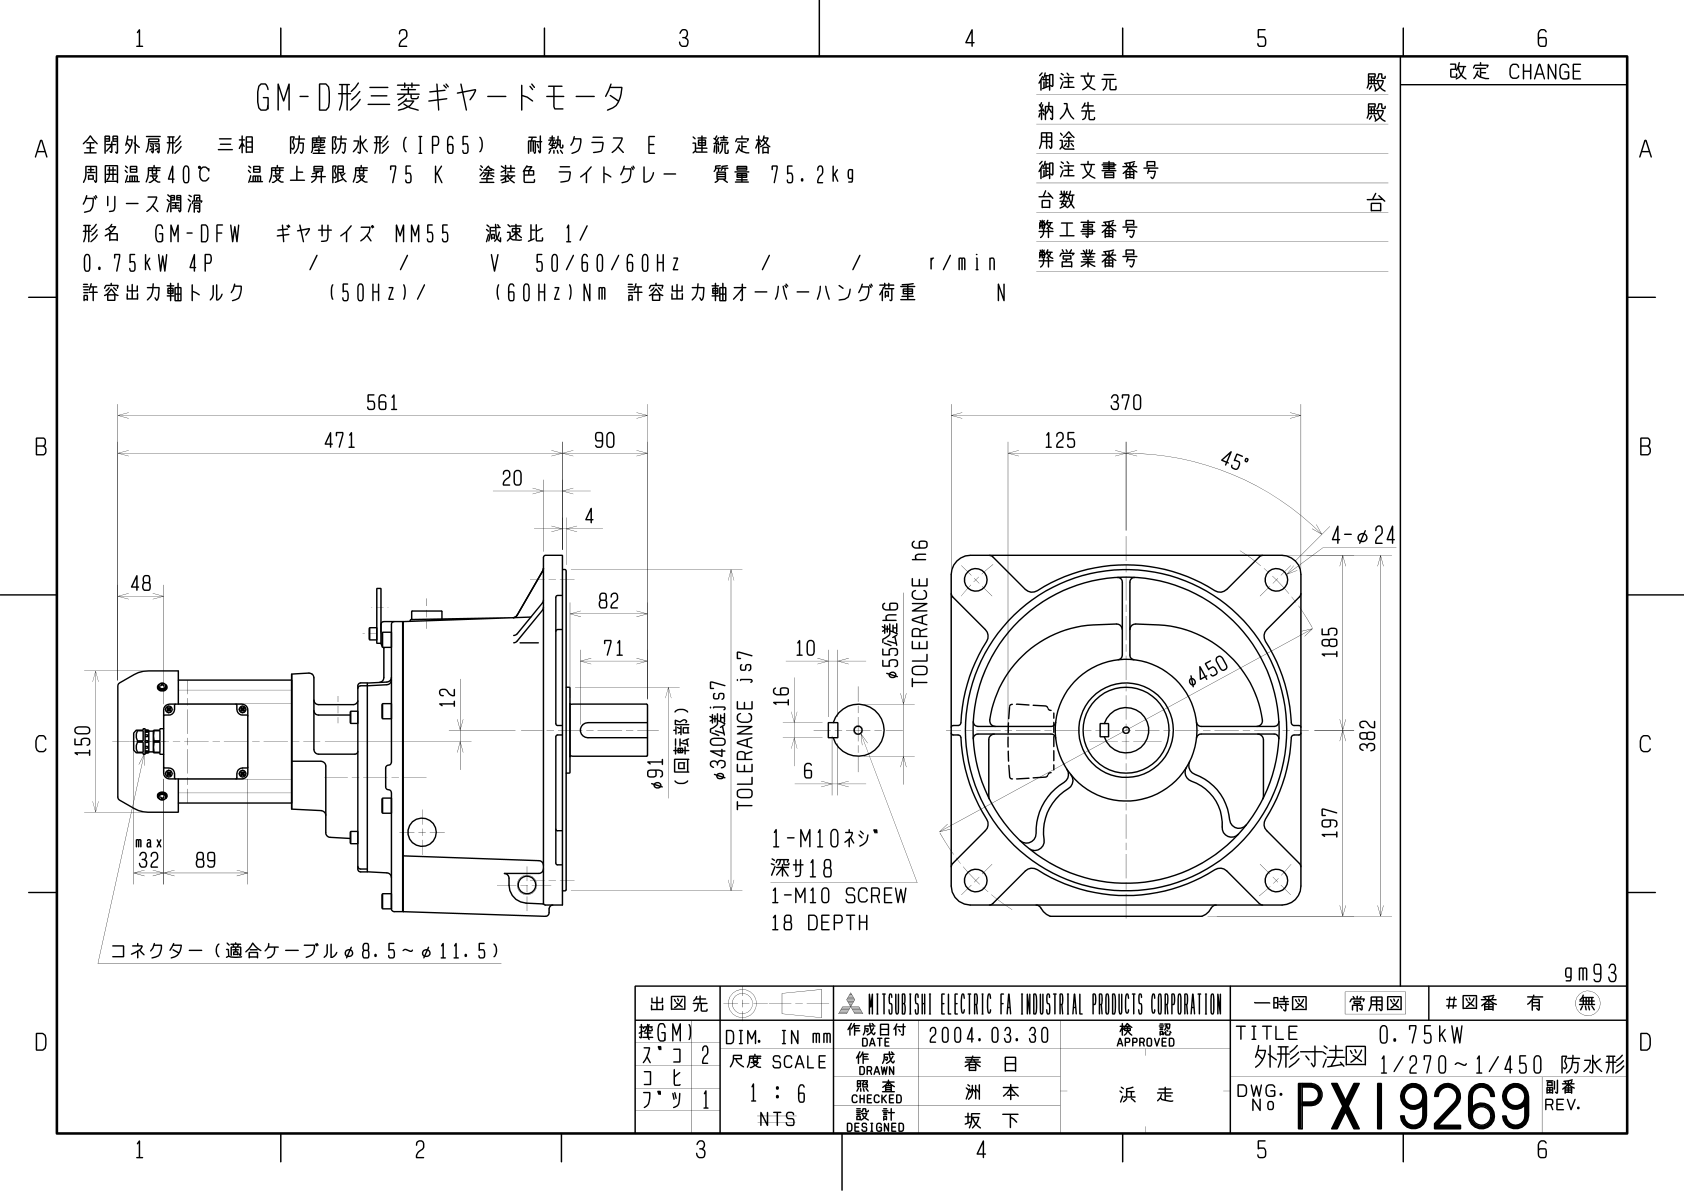 1 2 3 4 5 6
改定 CHANGE
GM-D形三菱ギヤードモータ
全閉外扇形 三相 防塵防水形(IP65) 耐熱クラス E 連続定格
周囲温度40℃ 温度上昇限度 75 K 塗装色 ライトグレー 質量 75.2kg
グリース潤滑
形名 GM-DFW ギヤサイズ MM55 減速比 1/
0.75kW 4P / / V 50/60/60Hz / / r/min
許容出力軸トルク (50Hz)/ (60Hz)Nm 許容出力軸オーバーハング荷重 N
御注文元 殿
納入先 殿
用途
御注文書番号
台数 台
弊工事番号
弊営業番号
A A
B B
C C
D D
561
471 90
20
4
48
82
71
12
150
max
32 89
φ91
(回転部)
φ340公差js7
TOLERANCE js7
コネクター(適合ケーブルφ8.5~φ11.5)
10
16
6
φ55公差h6
TOLERANCE h6
1-M10ネジ
深サ18
1-M10 SCREW
18 DEPTH
370
125
45°
4-φ24
φ450
185
382
197
gm93
出図先
GM)
スﾞコ 2
コヒ
ブツ 1
DIM. IN mm
尺度 SCALE
1 : 6
NTS
MITSUBISHI ELECTRIC FA INDUSTRIAL PRODUCTS CORPORATION
作成日付
DATE
2004.03.30
作成
DRAWN
春日
照査
CHECKED
洲本
設計
DESIGNED
坂下
検認
APPROVED
浜走
一時図 常用図 #図番 有 無
TITLE 0.75kW
外形寸法図 1/270~1/450 防水形
DWG.
No
PX19269
副番
REV.
1 2 3 4 5 6